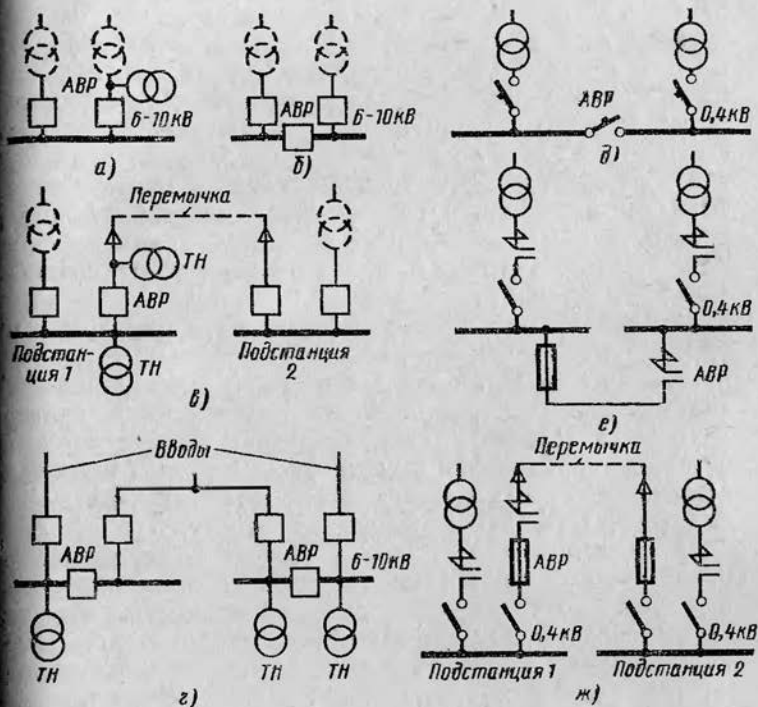 АВР
6-10кВ
а)
АВР
6-10кВ
б)
АВР
0,4кВ
д)
Перемычка
ТН
АВР
Подстан-
ция 1
ТН
Подстанция
2
в)
0,4кВ
АВР
е)
Вводы
АВР
АВР
6-10кВ
ТН
ТН
ТН
г)
Перемычка
АВР
0,4кВ
0,4кВ
Подстанция 1
Подстанция 2
ж)